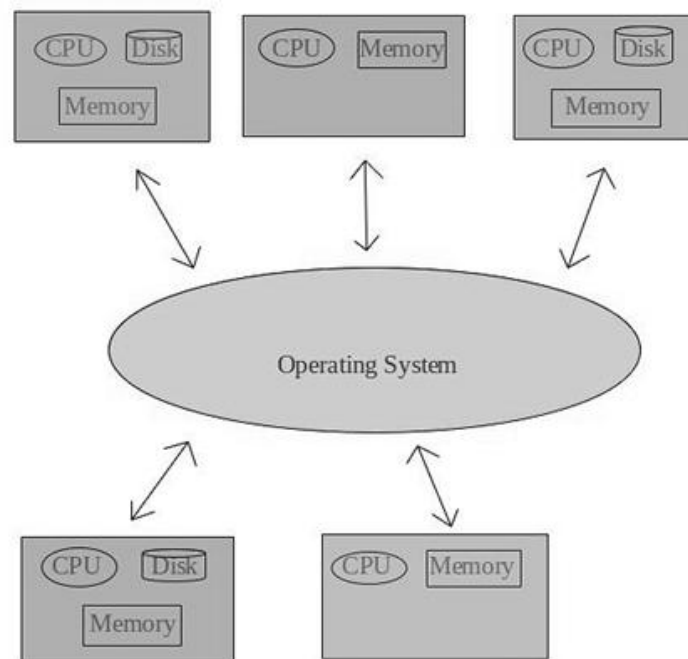 CPU Disk
Memory
CPU Memory
CPU Disk
Memory
Operating System
CPU Disk
Memory
CPU Memory